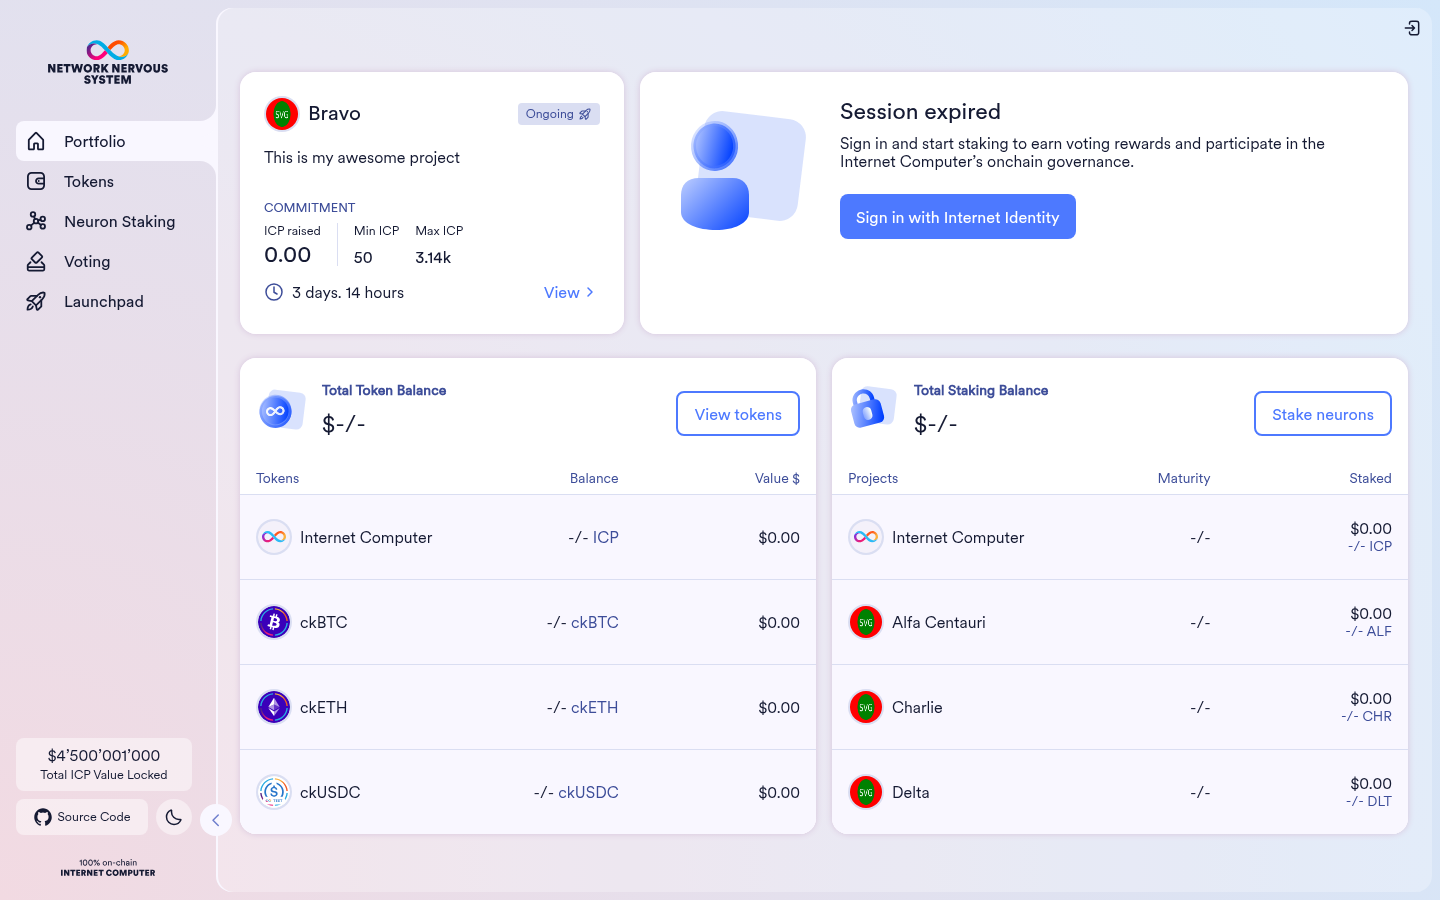 NETWORK NERVOUS
SYSTEM
Portfolio
Tokens
Neuron Staking
Voting
Launchpad
$4’500’001’000
Total ICP Value Locked
Source Code
100% on-chain
INTERNET COMPUTER
SVG
Bravo
Ongoing
This is my awesome project
COMMITMENT
ICP raised
0.00
Min ICP
50
Max ICP
3.14k
3 days. 14 hours
View
Session expired
Sign in and start staking to earn voting rewards and participate in the
Internet Computer’s onchain governance.
Sign in with Internet Identity
Total Token Balance
$-/-
View tokens
Tokens Balance Value $
Internet Computer -/- ICP $0.00
ckBTC -/- ckBTC $0.00
ckETH -/- ckETH $0.00
ckUSDC -/- ckUSDC $0.00
Total Staking Balance
$-/-
Stake neurons
Projects Maturity Staked
Internet Computer -/- $0.00
-/- ICP
SVG Alfa Centauri -/- $0.00
-/- ALF
SVG Charlie -/- $0.00
-/- CHR
SVG Delta -/- $0.00
-/- DLT